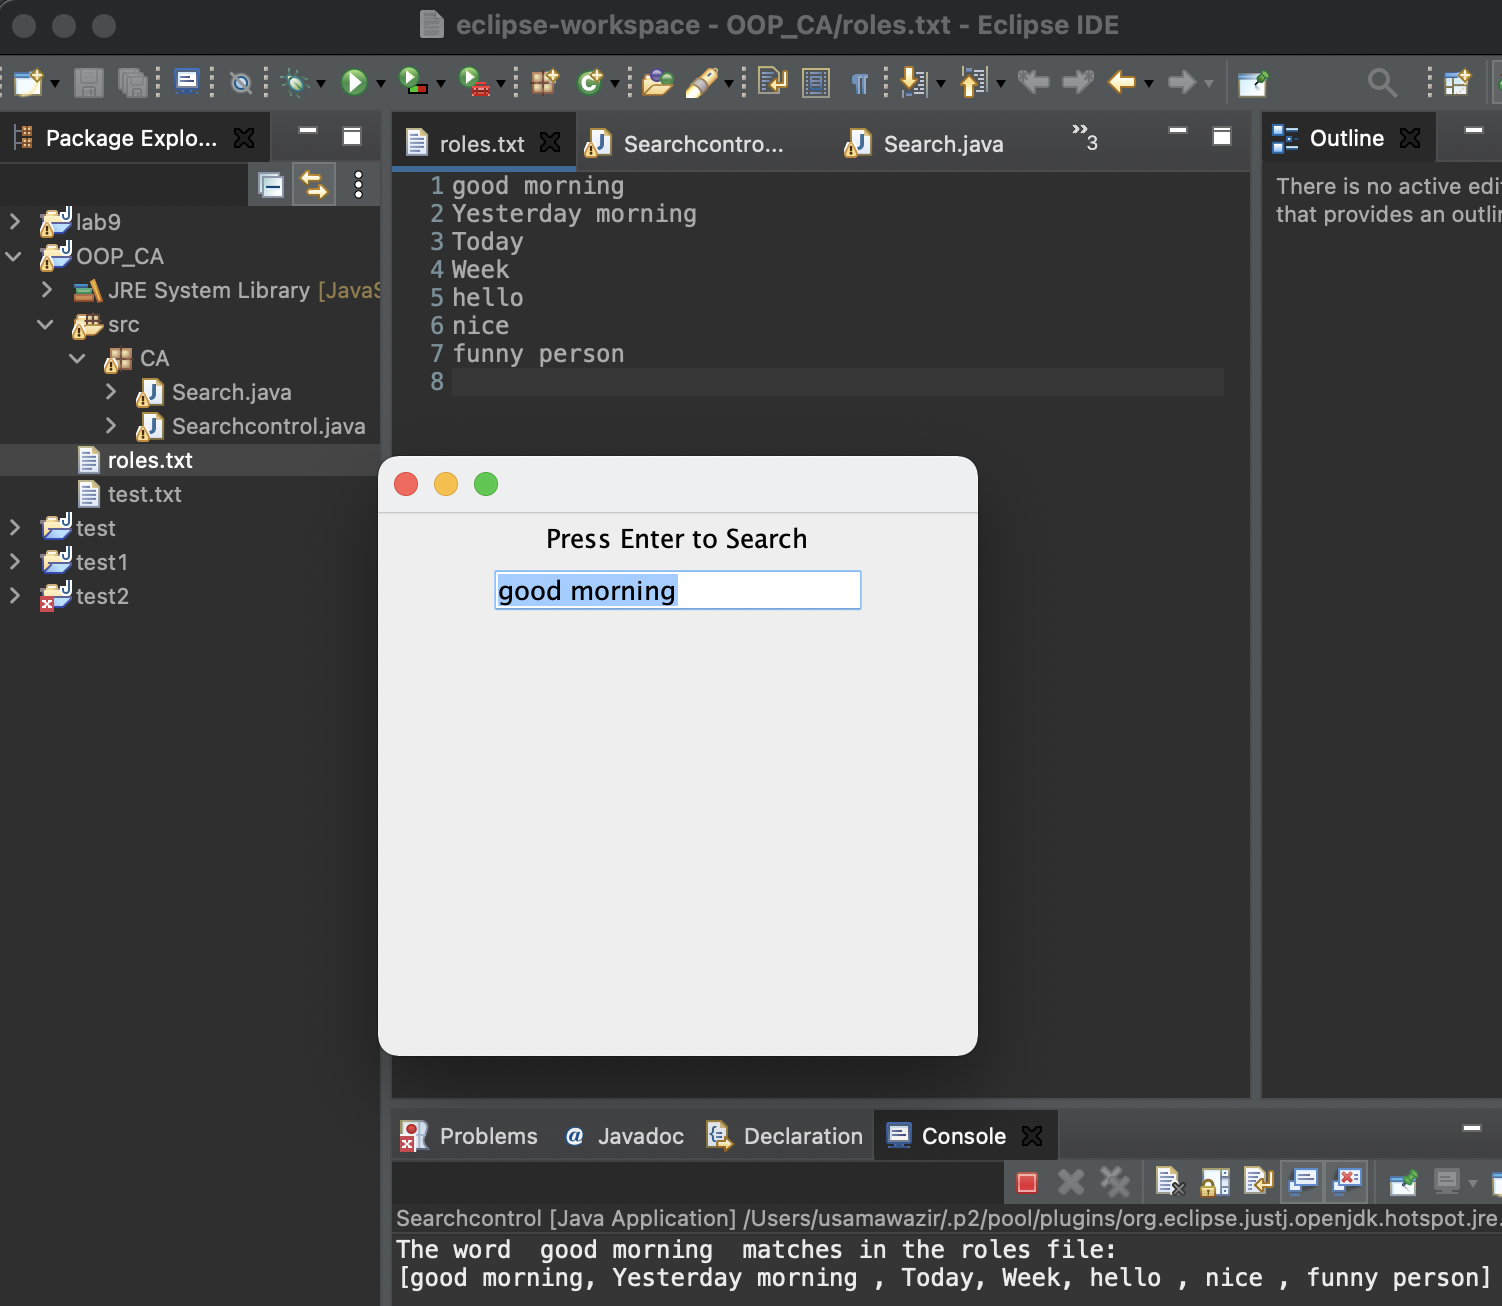 eclipse-workspace - OOP_CA/roles.txt - Eclipse IDE
Package Explo...
roles.txt
Searchcontro...
Search.java
»3
Outline
There is no active edi
that provides an outli
lab9
OOP_CA
JRE System Library [JavaS
src
CA
Search.java
Searchcontrol.java
roles.txt
test.txt
test
test1
test2
1 good morning
2 Yesterday morning
3 Today
4 Week
5 hello
6 nice
7 funny person
8
Press Enter to Search
good morning
Problems
@ Javadoc
Declaration
Console
Searchcontrol [Java Application] /Users/usamawazir/.p2/pool/plugins/org.eclipse.justj.openjdk.hotspot.jre.
The word  good morning  matches in the roles file:
[good morning, Yesterday morning , Today, Week, hello , nice , funny person]